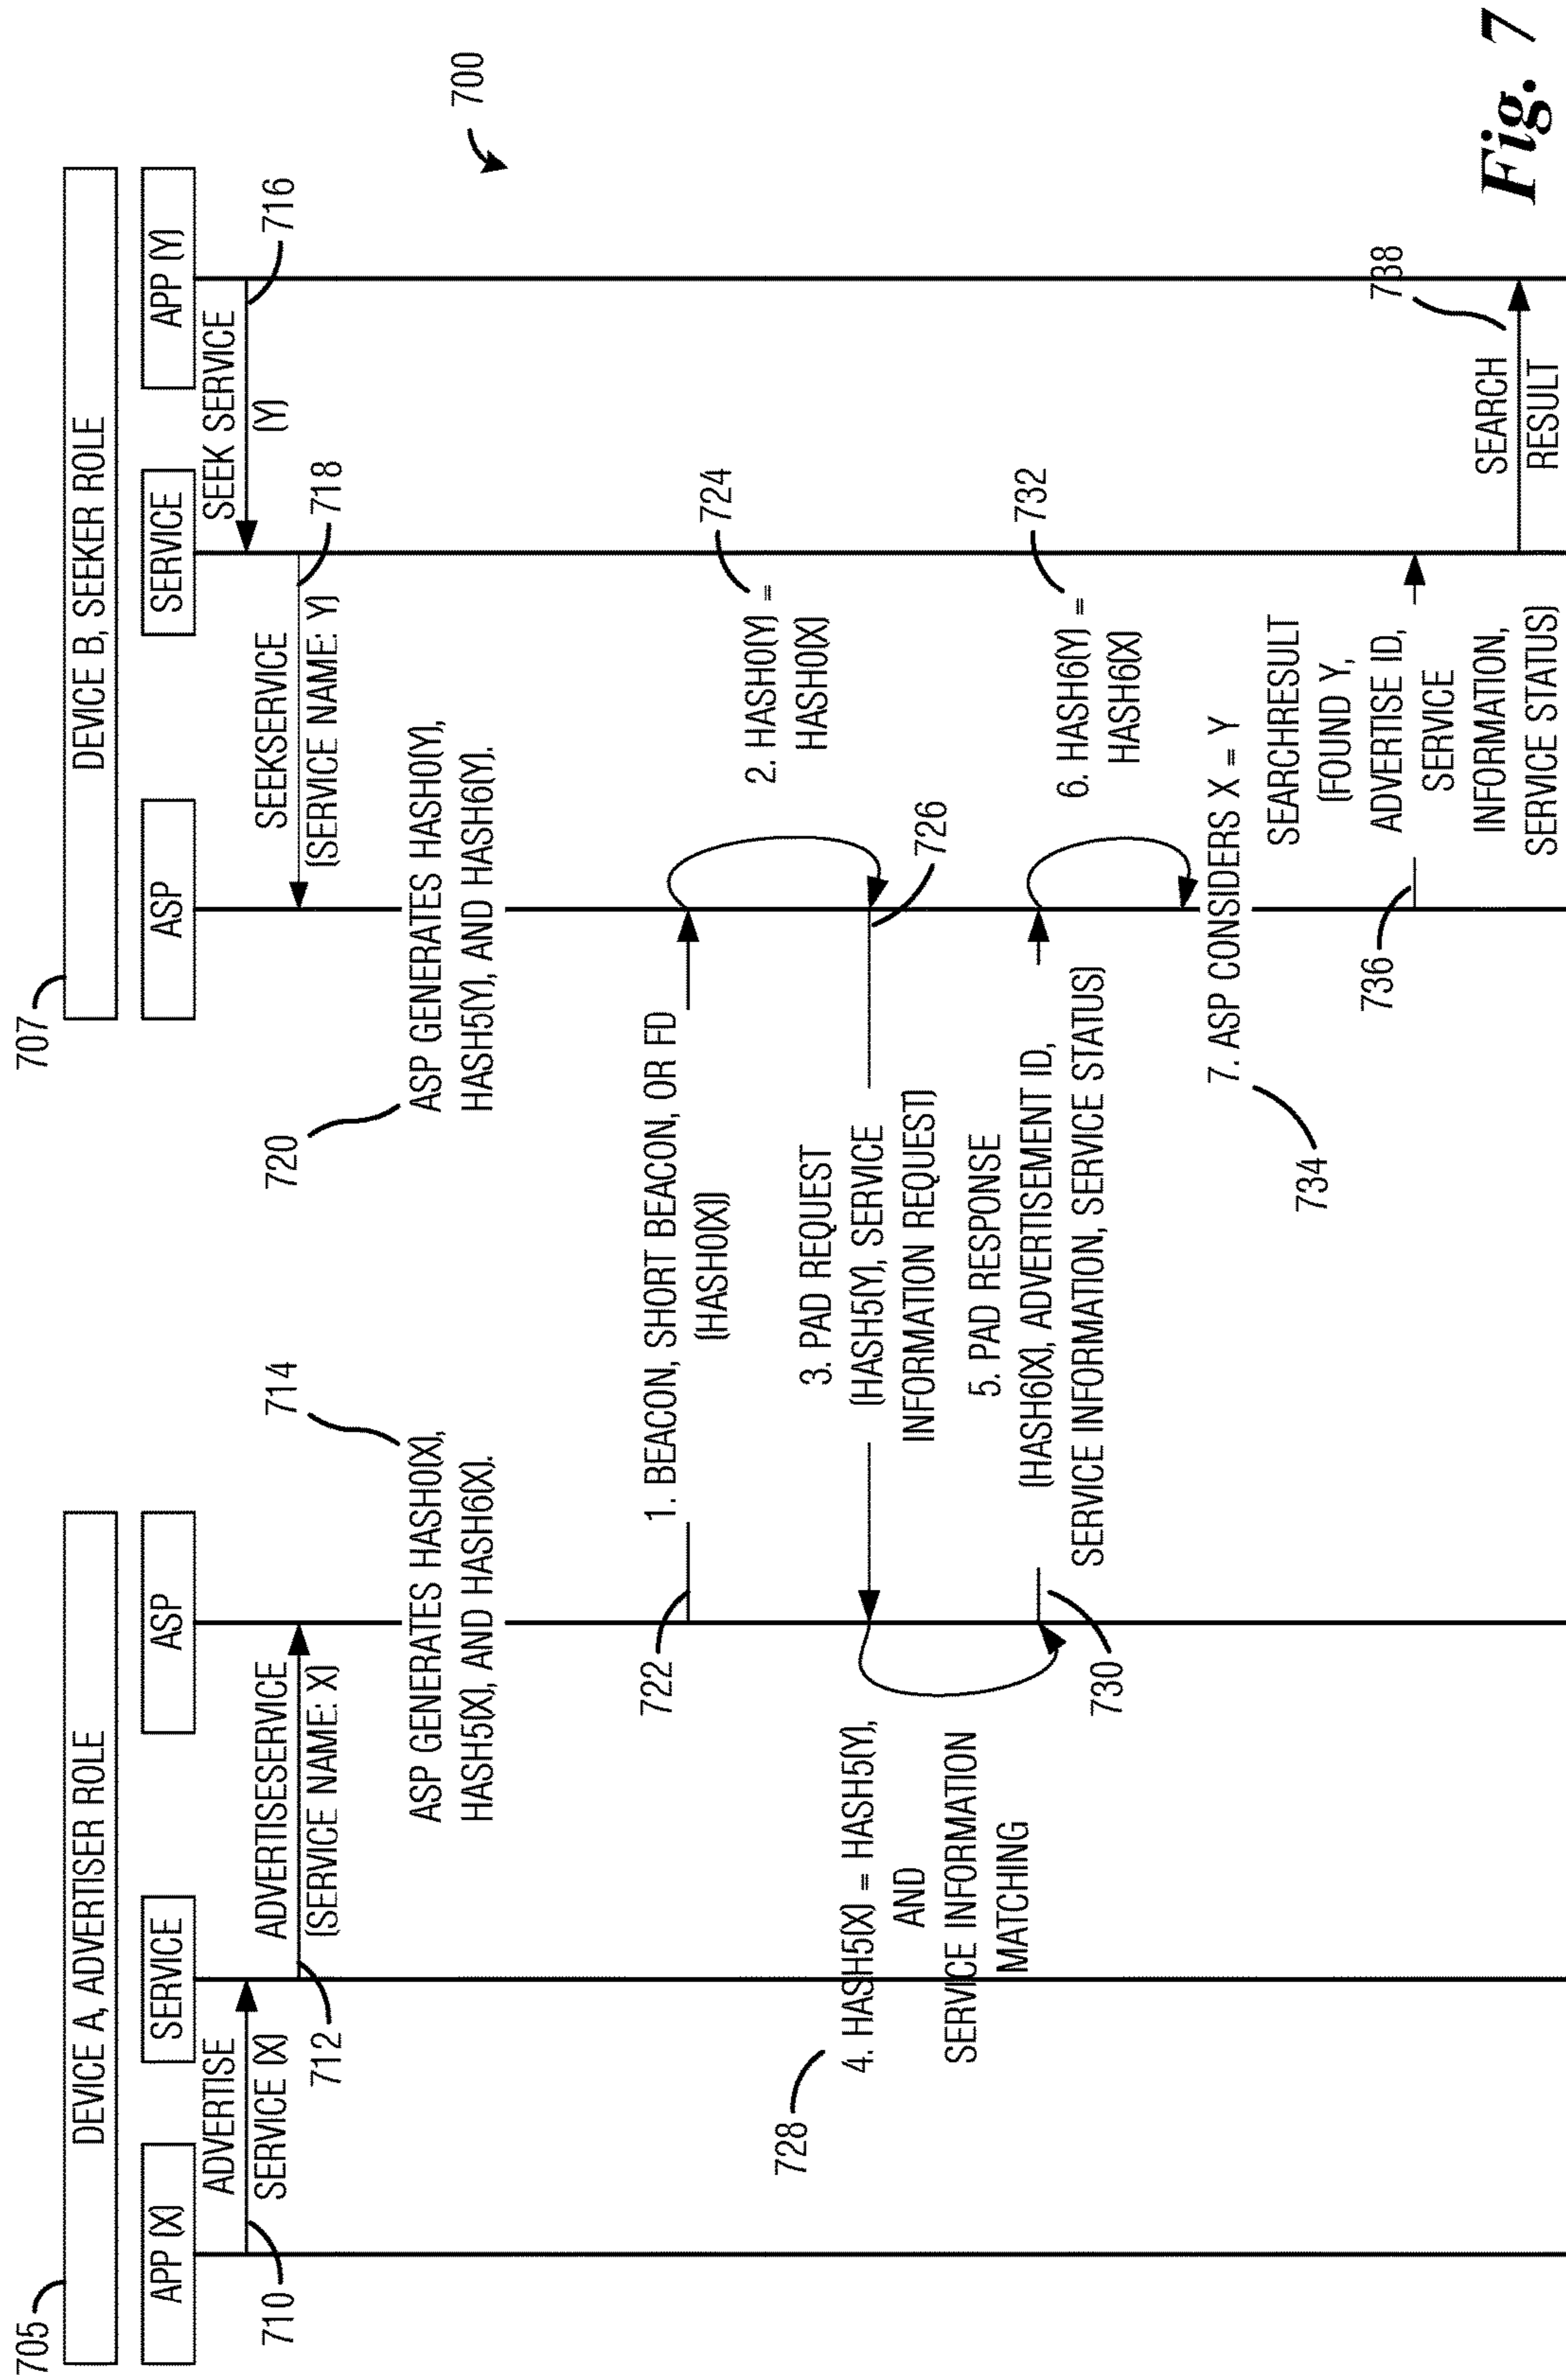 705
707
DEVICE A, ADVERTISER ROLE
DEVICE B, SEEKER ROLE
APP (X)
SERVICE
ASP
ASP
SERVICE
APP (Y)
710
ADVERTISE
SERVICE (X)
712
ADVERTISESERVICE
(SERVICE NAME: X)
SEEK SERVICE
(Y)
716
SEEKSERVICE
(SERVICE NAME: Y)
718
714
ASP GENERATES HASH0(X),
HASH5(X), AND HASH6(X).
720
ASP GENERATES HASH0(Y),
HASH5(Y), AND HASH6(Y).
700
722
1. BEACON, SHORT BEACON, OR FD
(HASH0(X))
724
2. HASH0(Y) =
HASH0(X)
3. PAD REQUEST
(HASH5(Y), SERVICE
INFORMATION REQUEST)
726
728
4. HASH5(X) = HASH5(Y),
AND
SERVICE INFORMATION
MATCHING
5. PAD RESPONSE
(HASH6(X), ADVERTISEMENT ID,
SERVICE INFORMATION, SERVICE STATUS)
730
732
6. HASH6(Y) =
HASH6(X)
7. ASP CONSIDERS X = Y
734
SEARCHRESULT
(FOUND Y,
ADVERTISE ID,
SERVICE
INFORMATION,
SERVICE STATUS)
736
738
SEARCH
RESULT
Fig. 7